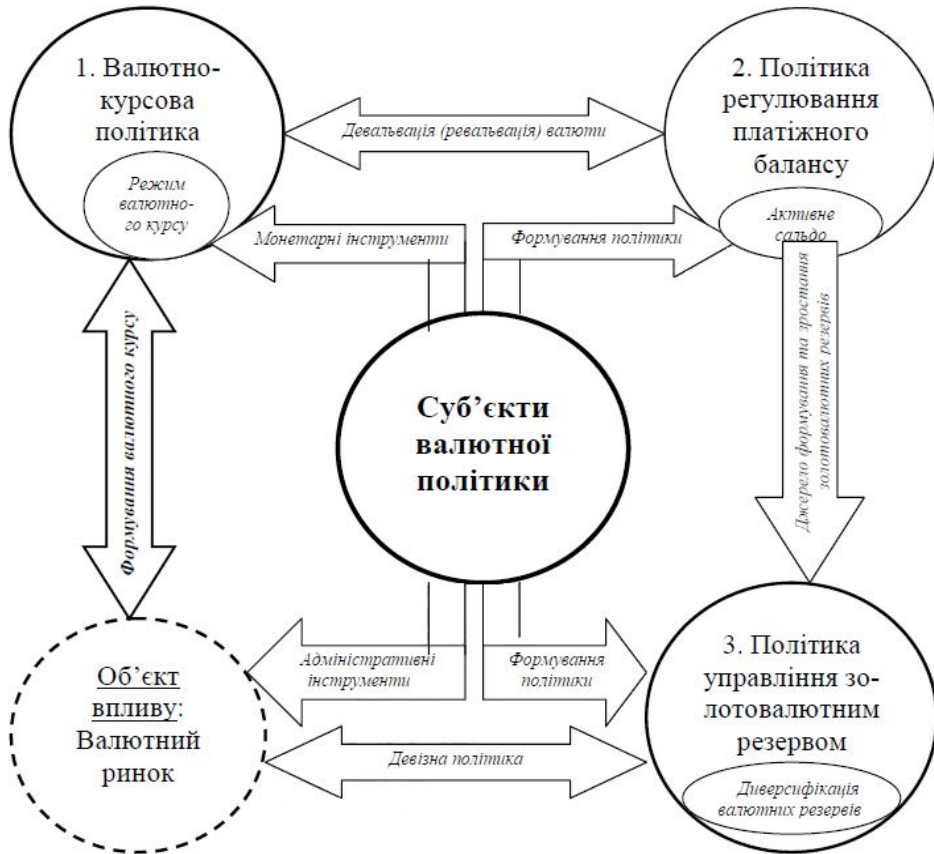 1. Валютно-
курсова
політика
Режим
валютно-
го курсу
Девальвація (ревальвація) валюти
2. Політика
регулювання
платіжного
балансу
Активне
сальдо
Монетарні інструменти
Формування політики
Формування валютного курсу
Суб’єкти
валютної
політики
Джерело формування та зростання
золотовалютних резервів
Об’єкт
впливу:
Валютний
ринок
Адміністративні
інструменти
Формування
політики
Девізна політика
3. Політика
управління зо-
лотовалютним
резервом
Диверсифікація
валютних резервів